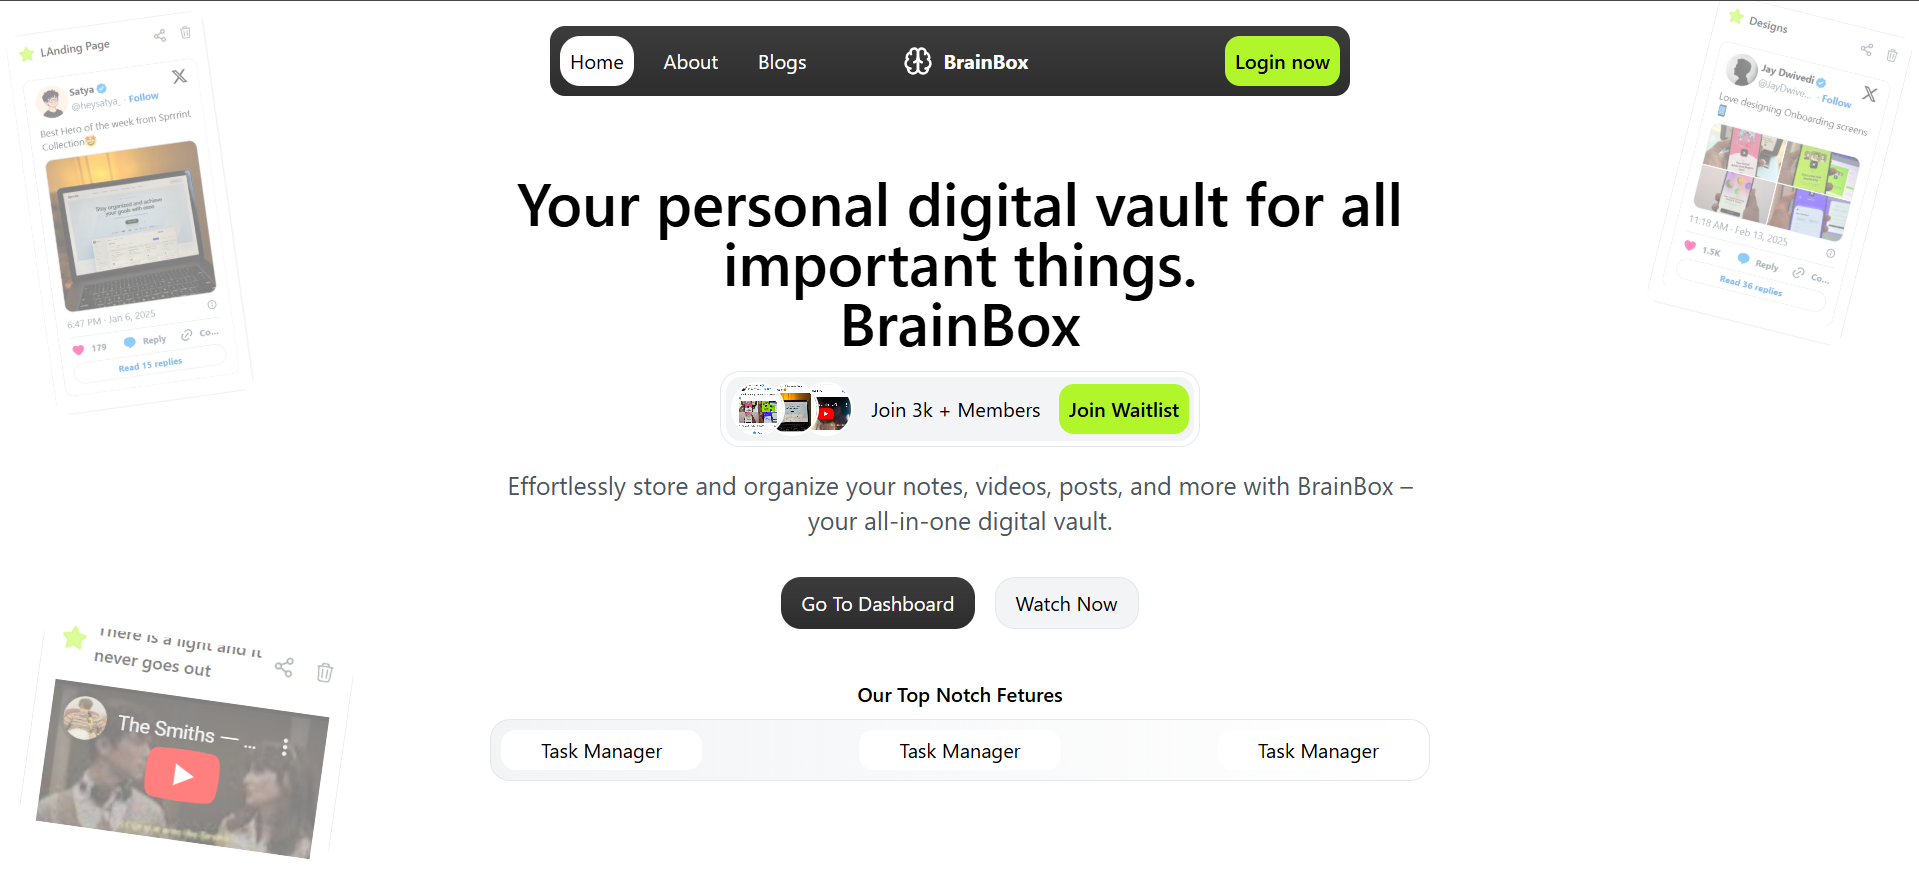 Home
About
Blogs
BrainBox
Login now
LAnding Page
Satya
@heysatya_ · Follow
Best Hero of the week from Sprrrint
Collection🤩
Stay organized and achieve
your goals with ease
6:47 PM · Jan 6, 2025
179
Reply
Co...
Read 15 replies
Designs
Jay Dwivedi
@JayDwive... · Follow
Love designing Onboarding screens
11:18 AM · Feb 13, 2025
1.5K
Reply
Co...
Read 36 replies
Your personal digital vault for all
important things.
BrainBox
Join 3k + Members
Join Waitlist
Effortlessly store and organize your notes, videos, posts, and more with BrainBox –
your all-in-one digital vault.
Go To Dashboard
Watch Now
There is a light and it
never goes out
The Smiths — ...
Our Top Notch Fetures
Task Manager
Task Manager
Task Manager